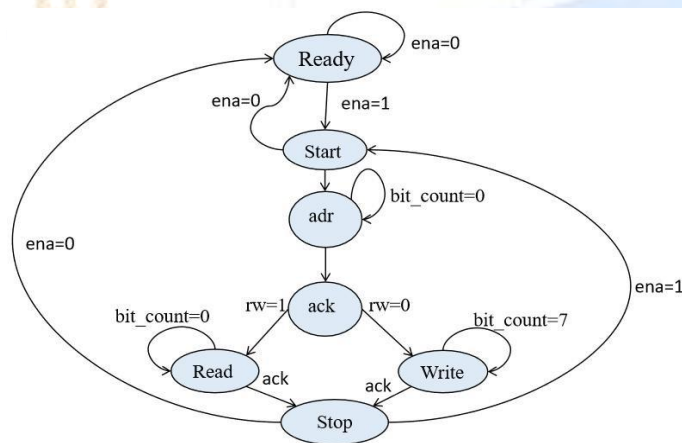 ena=0
Ready
ena=0
ena=1
Start
adr
bit_count=0
ena=0
ena=1
rw=1
ack
rw=0
bit_count=0
bit_count=7
Read
Write
ack
ack
Stop